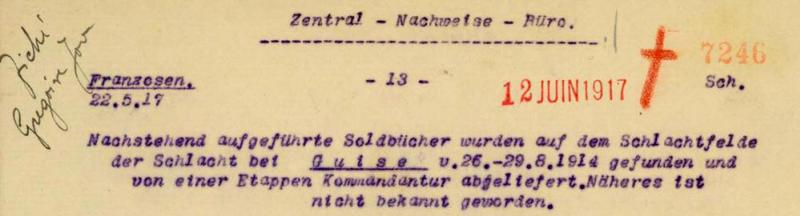 Zentral - Nachweise - Büro.
7246
Franzosen.
- 13 -
12 JUIN 1917
Sch.
22.5.17
Nachstehend aufgeführte Soldbücher wurden auf dem Schlachtfelde
der Schlacht bei Guise v.26.-29.8.1914 gefunden und
von einer Etappen Kommandantur abgeliefert.Näheres ist
nicht bekannt geworden.